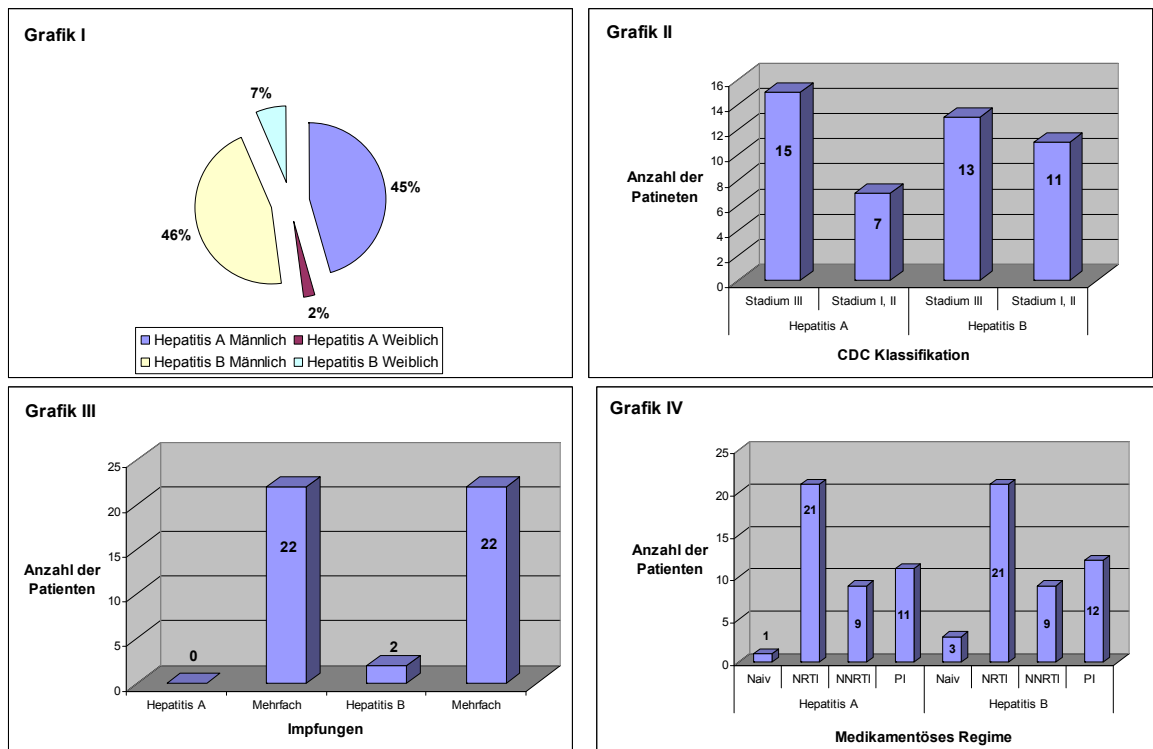 Grafik I
7%
45%
46%
2%
Hepatitis A Männlich Hepatitis A Weiblich
Hepatitis B Männlich Hepatitis B Weiblich
Grafik II
Anzahl der
Patineten
16
14
12
10
8
6
4
2
0
15
7
13
11
Stadium III Stadium I, II Stadium III Stadium I, II
Hepatitis A Hepatitis B
CDC Klassifikation
Grafik III
Anzahl der
Patienten
25
20
15
10
5
0
0
22
2
22
Hepatitis A Mehrfach Hepatitis B Mehrfach
Impfungen
Grafik IV
Anzahl der
Patienten
25
20
15
10
5
0
1
21
9
11
3
21
9
12
Naiv NRTI NNRTI PI Naiv NRTI NNRTI PI
Hepatitis A Hepatitis B
Medikamentöses Regime